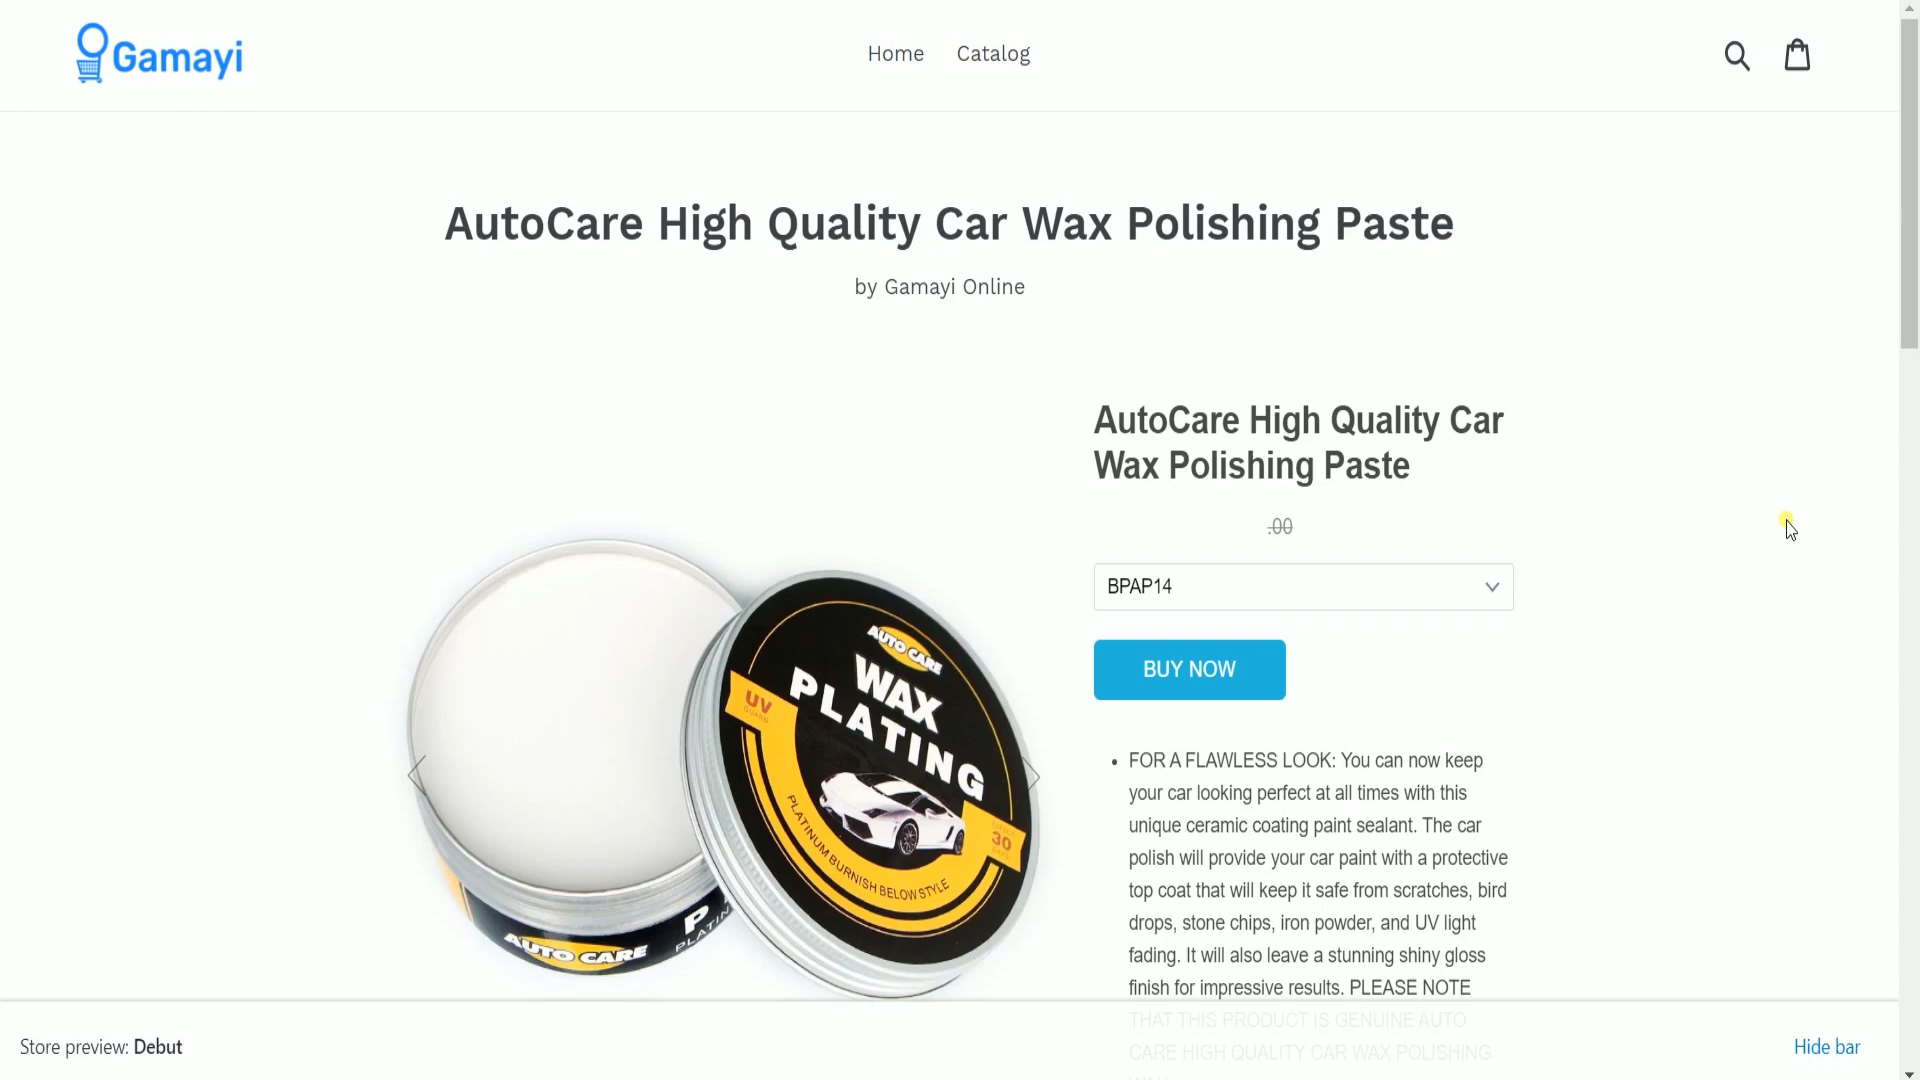 Gamayi
Home
Catalog
AutoCare High Quality Car Wax Polishing Paste
by Gamayi Online
AutoCare High Quality Car
Wax Polishing Paste
.00
BPAP14
BUY NOW
FOR A FLAWLESS LOOK: You can now keep
your car looking perfect at all times with this
unique ceramic coating paint sealant. The car
polish will provide your car paint with a protective
top coat that will keep it safe from scratches, bird
drops, stone chips, iron powder, and UV light
fading. It will also leave a stunning shiny gloss
finish for impressive results. PLEASE NOTE
THAT THIS PRODUCT IS GENUINE AUTO
CARE HIGH QUALITY CAR WAX POLISHING
AUTO CARE
WAX
PLATING
UV
GUARD
30
PLATINUM BURNISH BELOW STYLE
AUTO CARE
Store preview: Debut
Hide bar